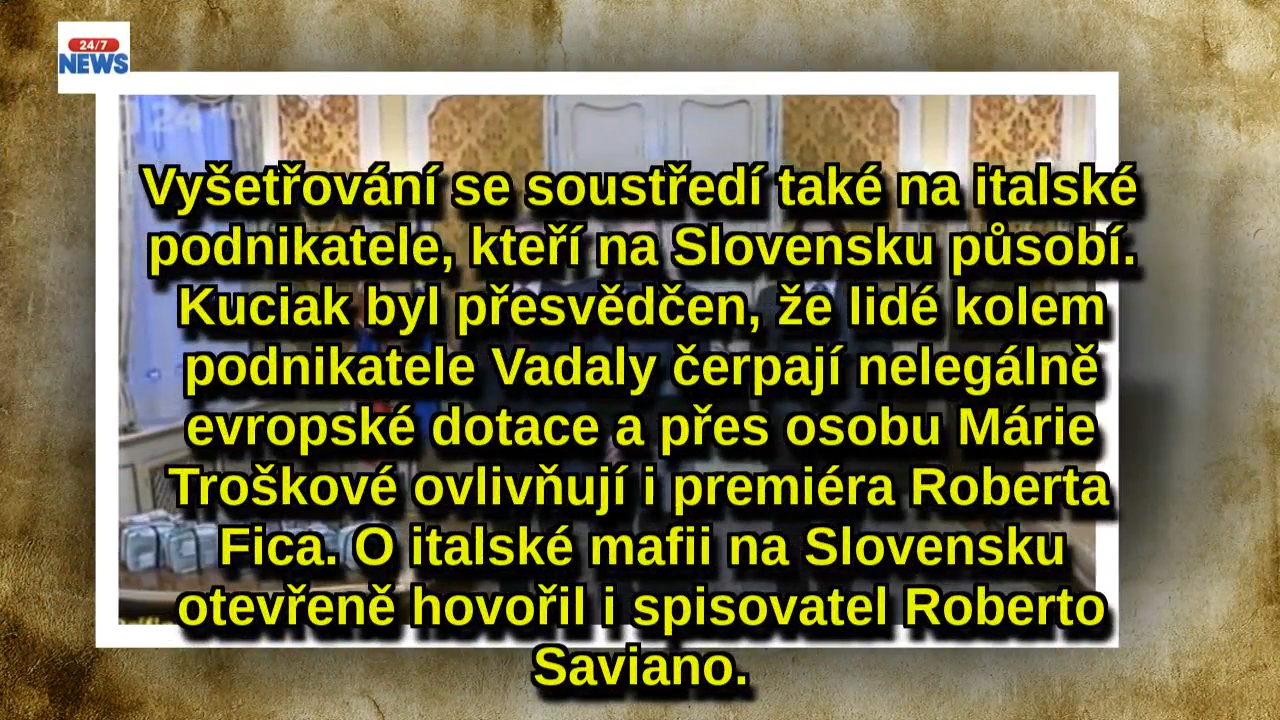 24/7
NEWS
24
Vyšetřování se soustředí také na italské
podnikatele, kteří na Slovensku působí.
Kuciak byl přesvědčen, že lidé kolem
podnikatele Vadaly čerpají nelegálně
evropské dotace a přes osobu Márie
Troškové ovlivňují i premiéra Roberta
Fica. O italské mafii na Slovensku
otevřeně hovořil i spisovatel Roberto
Saviano.